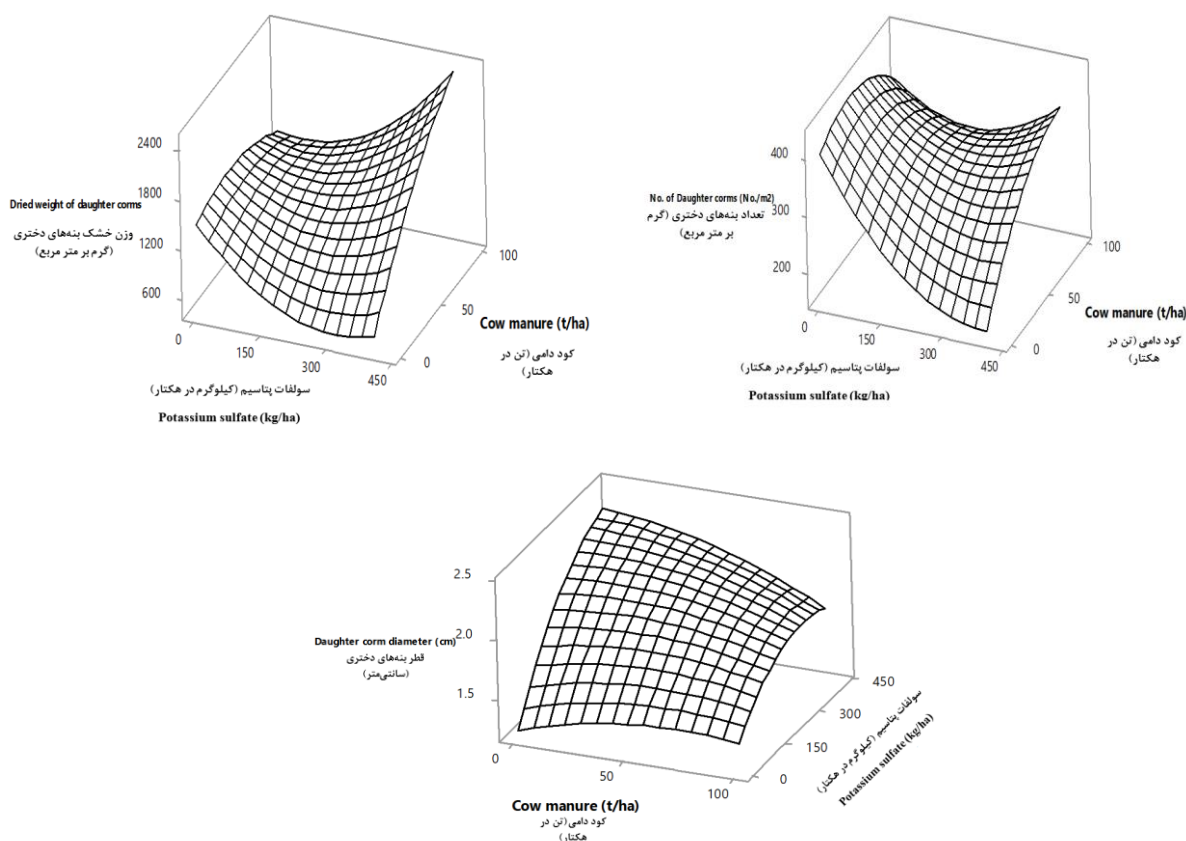 2400
1800
1200
600
Dried weight of daughter corms
وزن خشک بنه‌های دختری
(گرم بر متر مربع)
0
150
300
450
سولفات پتاسیم (کیلوگرم در هکتار)
Potassium sulfate (kg/ha)
0
50
100
Cow manure (t/ha)
کود دامی (تن در
هکتار)
400
300
200
No. of Daughter corms (No./m2)
تعداد بنه‌های دختری (گرم
بر متر مربع)
0
150
300
450
سولفات پتاسیم (کیلوگرم در هکتار)
Potassium sulfate (kg/ha)
0
50
100
Cow manure (t/ha)
کود دامی (تن در
هکتار)
2.5
2.0
1.5
Daughter corm diameter (cm)
قطر بنه‌های دختری
(سانتی‌متر)
0
50
100
Cow manure (t/ha)
کود دامی (تن در
هکتار)
0
150
300
450
سولفات پتاسیم (کیلوگرم در هکتار)
Potassium sulfate (kg/ha)